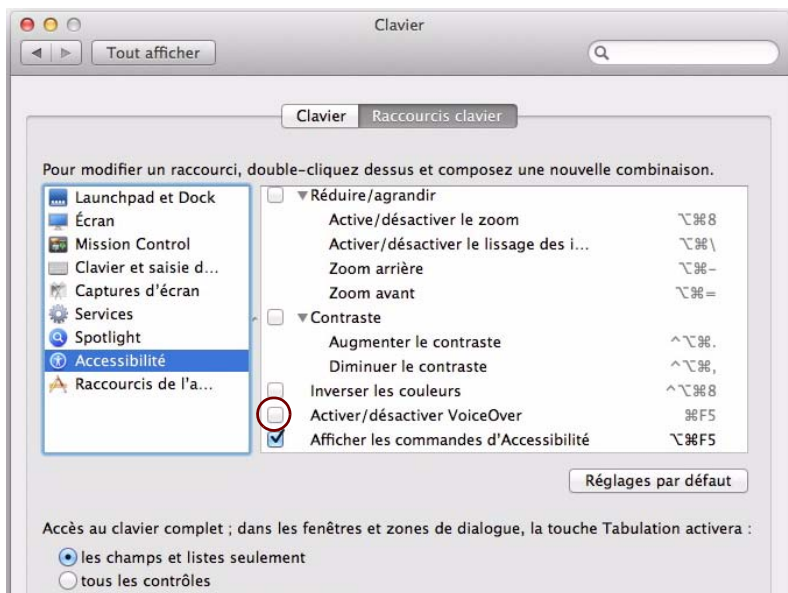 Clavier
Tout afficher
Clavier Raccourcis clavier
Pour modifier un raccourci, double-cliquez dessus et composez une nouvelle combinaison.
Launchpad et Dock
Écran
Mission Control
Clavier et saisie d...
Captures d'écran
Services
Spotlight
Accessibilité
Raccourcis de l'a...
Réduire/agrandir
Active/désactiver le zoom ⌥⌘8
Activer/désactiver le lissage des i... ⌥⌘\
Zoom arrière ⌥⌘-
Zoom avant ⌥⌘=
Contraste
Augmenter le contraste ^⌥⌘.
Diminuer le contraste ^⌥⌘,
Inverser les couleurs ^⌥⌘8
Activer/désactiver VoiceOver ⌘F5
Afficher les commandes d'Accessibilité ⌥⌘F5
Réglages par défaut
Accès au clavier complet ; dans les fenêtres et zones de dialogue, la touche Tabulation activera :
les champs et listes seulement
tous les contrôles